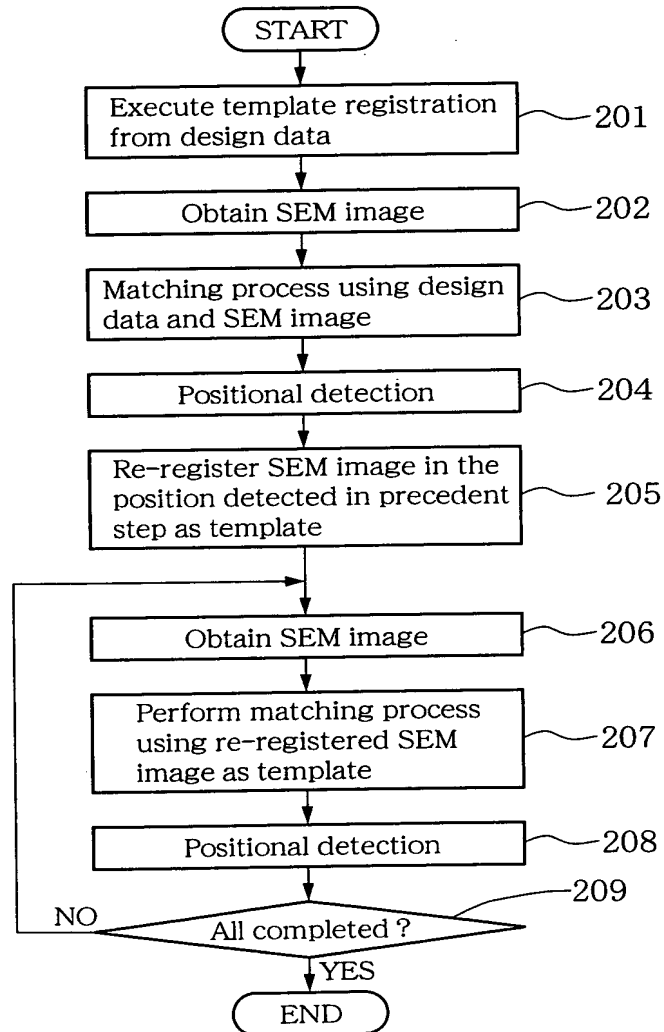 START
Execute template registration
from design data
201
Obtain SEM image
202
Matching process using design
data and SEM image
203
Positional detection
204
Re-register SEM image in the
position detected in precedent
step as template
205
Obtain SEM image
206
Perform matching process
using re-registered SEM
image as template
207
Positional detection
208
209
NO
All completed ?
YES
END